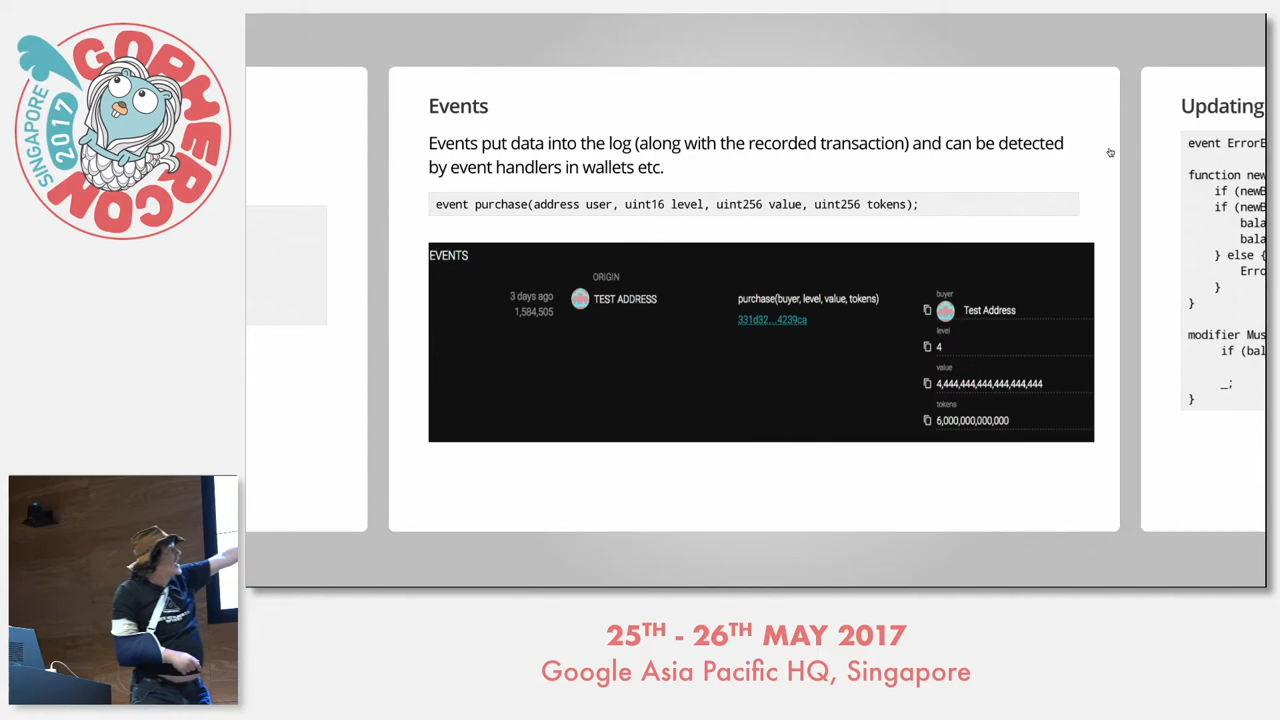 GOPHERCON
SINGAPORE
2017
Events
Events put data into the log (along with the recorded transaction) and can be detected
by event handlers in wallets etc.
event purchase(address user, uint16 level, uint256 value, uint256 tokens);
EVENTS
ORIGIN
3 days ago
1,584,505
TEST ADDRESS
purchase(buyer, level, value, tokens)
331d32...4239ca
buyer
Test Address
level
4
value
4,444,444,444,444,444,444
tokens
6,000,000,000,000
Updating
event ErrorE
function new
if (newB
if (newB
bala
bala
} else {
Erro
}
}
modifier Mus
if (bal
_;
}
25TH - 26TH MAY 2017
Google Asia Pacific HQ, Singapore